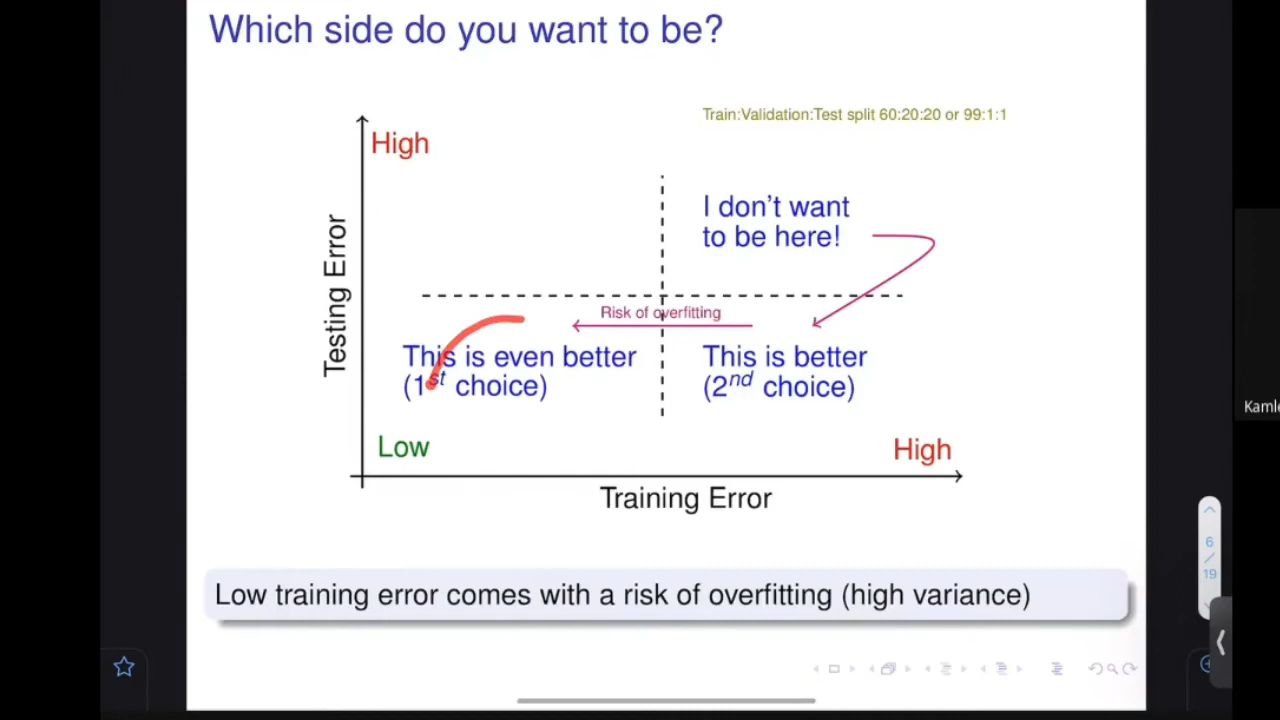 Which side do you want to be?
Train:Validation:Test split 60:20:20 or 99:1:1
High
I don't want
to be here!
Testing Error
Risk of overfitting
This is even better
(1st choice)
This is better
(2nd choice)
Low
High
Training Error
Low training error comes with a risk of overfitting (high variance)
6
/
19